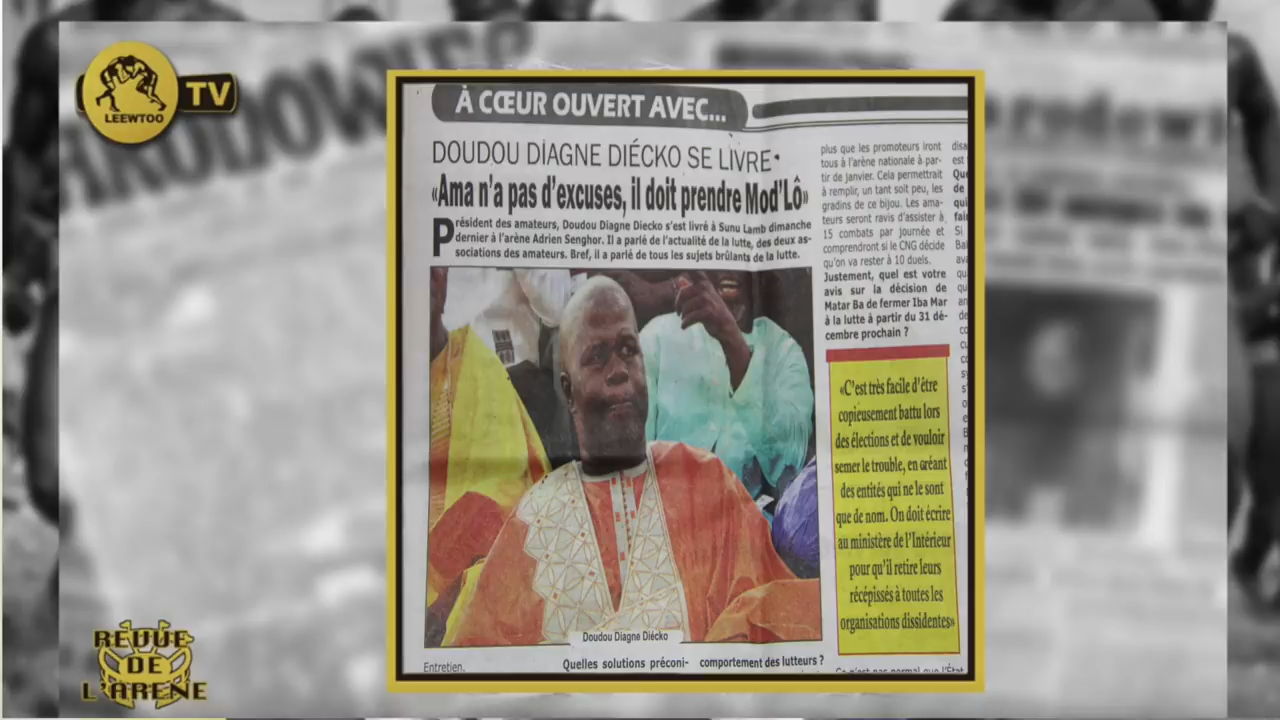 LEEWTOO
TV
À CŒUR OUVERT AVEC...
DOUDOU DIAGNE DIÉCKO SE LIVRE
«Ama n'a pas d'excuses, il doit prendre Mod'Lô»
Président des amateurs, Doudou Diagne Diecko s'est livré à Sunu Lamb dimanche
dernier à l'arène Adrien Senghor. Il a parlé de l'actualité de la lutte, des deux as-
sociations des amateurs. Bref, il a parlé de tous les sujets brûlants de la lutte.
Doudou Diagne Diécko
Entretien.
Quelles solutions préconi-
comportement des lutteurs ?
plus que les promoteurs iront
tous à l'arène nationale à par-
tir de janvier. Cela permettrait
à remplir, un tant soit peu, les
gradins de ce bijou. Les ama-
teurs seront ravis d'assister à
15 combats par journée et
comprendront si le CNG décide
qu'on va rester à 10 duels.
Justement, quel est votre
avis sur la décision de
Matar Ba de fermer Iba Mar
à la lutte à partir du 31 dé-
cembre prochain ?
«C'est très facile d'être
copieusement battu lors
des élections et de vouloir
semer le trouble, en créant
des entités qui ne le sont
que de nom. On doit écrire
au ministère de l'Intérieur
pour qu'il retire leurs
récépissés à toutes les
organisations dissidentes»
Ce n'est pas normal que l'État
REVUE
DE
L'ARÈNE